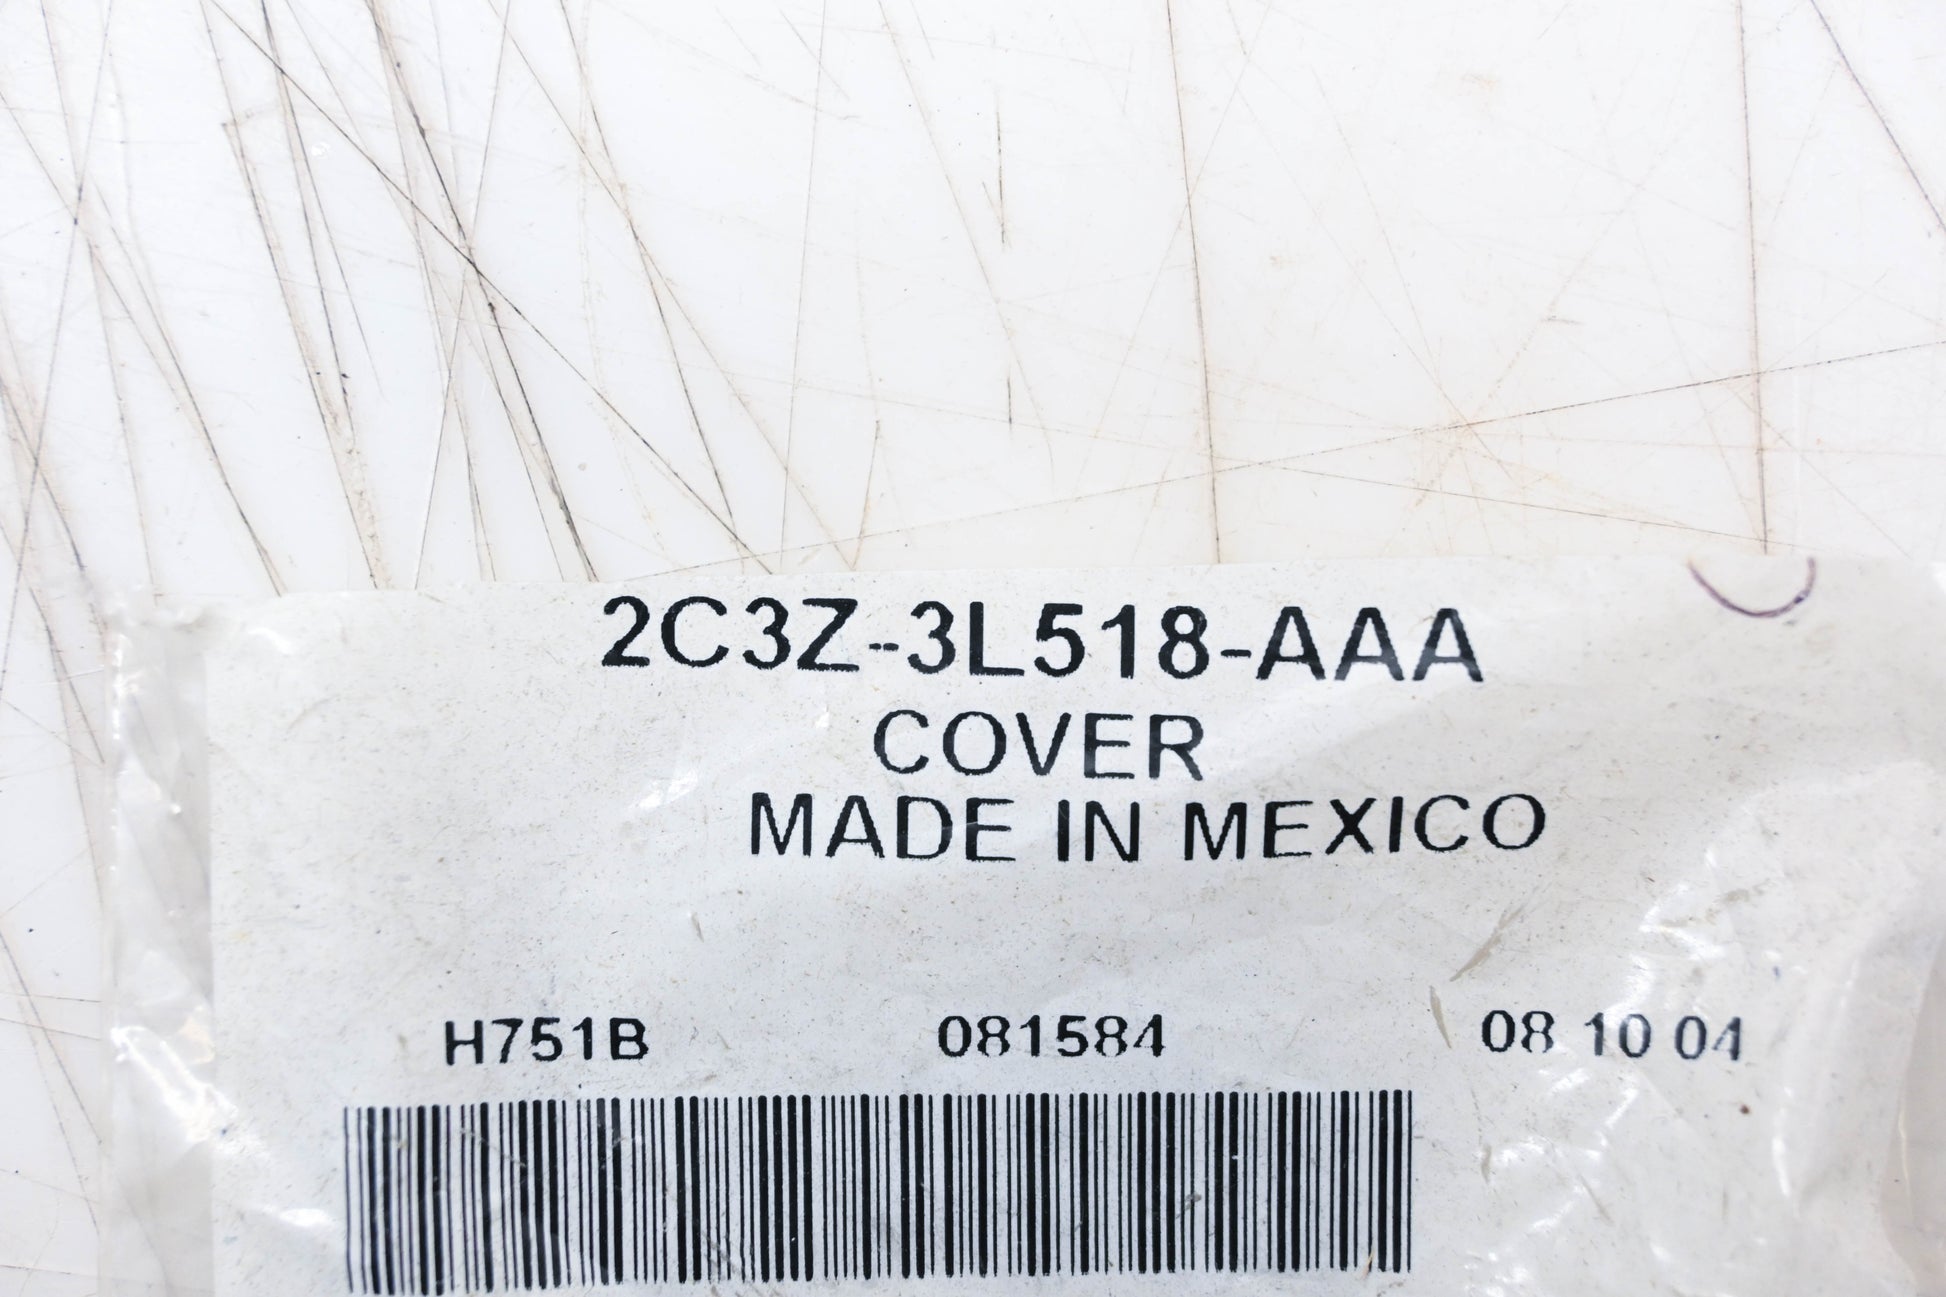 2C3Z-3L518-AAA
COVER
MADE IN MEXICO
H751B 081584 08 10 04